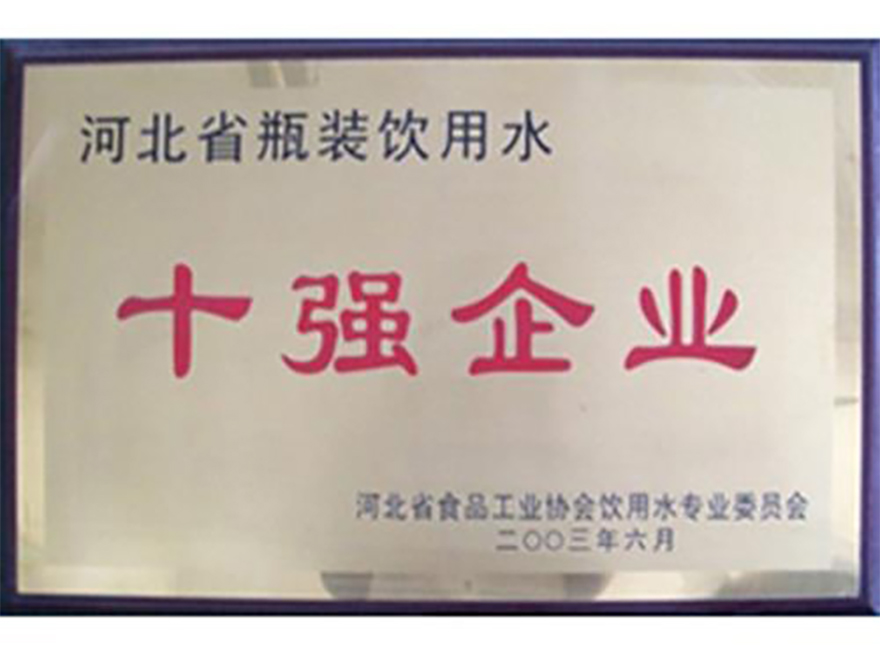 河北省瓶装饮用水
十强企业
河北省食品工业协会饮用水专业委员会
二〇〇三年六月